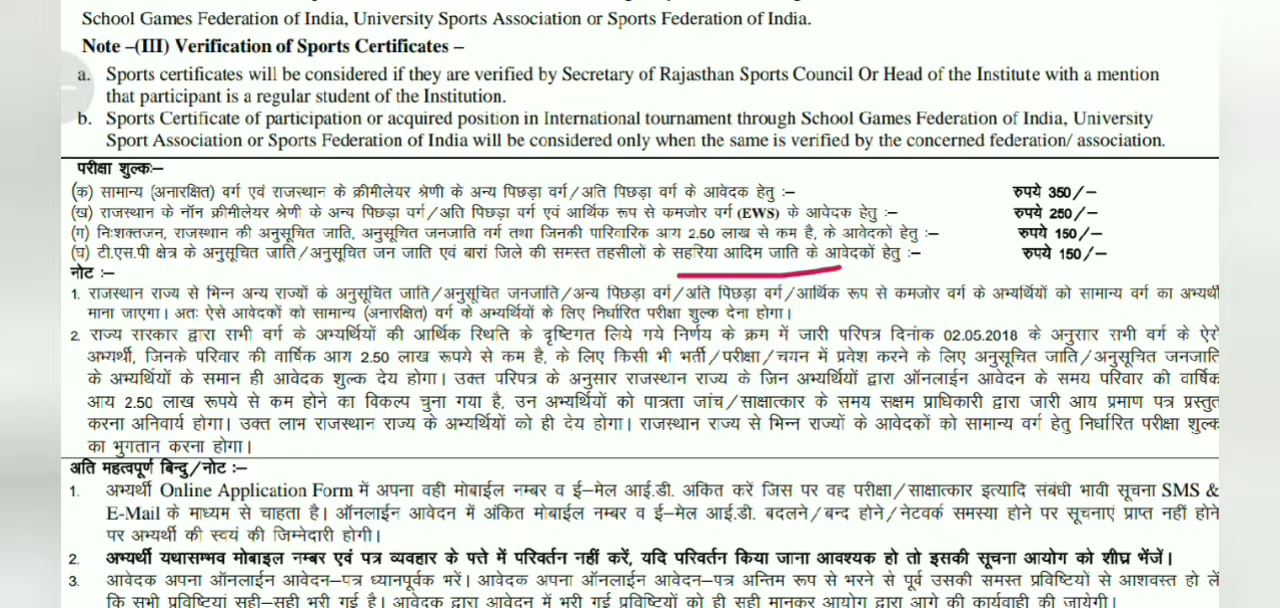 School Games Federation of India, University Sports Association or Sports Federation of India.
Note –(III) Verification of Sports Certificates –
a. Sports certificates will be considered if they are verified by Secretary of Rajasthan Sports Council Or Head of the Institute with a mention
that participant is a regular student of the Institution.
b. Sports Certificate of participation or acquired position in International tournament through School Games Federation of India, University
Sport Association or Sports Federation of India will be considered only when the same is verified by the concerned federation/ association.
परीक्षा शुल्कः–
(क) सामान्य (अनारक्षित) वर्ग एवं राजस्थान के क्रीमीलेयर श्रेणी के अन्य पिछड़ा वर्ग/अति पिछड़ा वर्ग के आवेदक हेतु :– रुपये 350/–
(ख) राजस्थान के नॉन क्रीमीलेयर श्रेणी के अन्य पिछड़ा वर्ग/अति पिछड़ा वर्ग एवं आर्थिक रूप से कमजोर वर्ग (EWS) के आवेदक हेतु :– रुपये 250/–
(ग) निःशक्तजन, राजस्थान की अनुसूचित जाति, अनुसूचित जनजाति वर्ग तथा जिनकी पारिवारिक आय 2.50 लाख से कम है, के आवेदकों हेतु :– रुपये 150/–
(घ) टी.एस.पी क्षेत्र के अनुसूचित जाति/अनुसूचित जन जाति एवं बारां जिले की समस्त तहसीलों के सहरिया आदिम जाति के आवेदकों हेतु :– रुपये 150/–
नोट :–
1. राजस्थान राज्य से भिन्न अन्य राज्यों के अनुसूचित जाति/अनुसूचित जनजाति/अन्य पिछड़ा वर्ग/अति पिछड़ा वर्ग/आर्थिक रूप से कमजोर वर्ग के अभ्यर्थियों को सामान्य वर्ग का अभ्यर्थी
माना जाएगा। अतः ऐसे आवेदकों को सामान्य (अनारक्षित) वर्ग के अभ्यर्थियों के लिए निर्धारित परीक्षा शुल्क देना होगा।
2. राज्य सरकार द्वारा सभी वर्ग के अभ्यर्थियों की आर्थिक स्थिति के दृष्टिगत लिये गये निर्णय के क्रम में जारी परिपत्र दिनांक 02.05.2018 के अनुसार सभी वर्ग के ऐसे
अभ्यर्थी, जिनके परिवार की वार्षिक आय 2.50 लाख रूपये से कम है, के लिए किसी भी भर्ती/परीक्षा/चयन में प्रवेश करने के लिए अनुसूचित जाति/अनुसूचित जनजाति
के अभ्यर्थियों के समान ही आवेदक शुल्क देय होगा। उक्त परिपत्र के अनुसार राजस्थान राज्य के जिन अभ्यर्थियों द्वारा ऑनलाईन आवेदन के समय परिवार की वार्षिक
आय 2.50 लाख रूपये से कम होने का विकल्प चुना गया है, उन अभ्यर्थियों को पात्रता जांच/साक्षात्कार के समय सक्षम प्राधिकारी द्वारा जारी आय प्रमाण पत्र प्रस्तुत
करना अनिवार्य होगा। उक्त लाभ राजस्थान राज्य के अभ्यर्थियों को ही देय होगा। राजस्थान राज्य से भिन्न राज्यों के आवेदकों को सामान्य वर्ग हेतु निर्धारित परीक्षा शुल्क
का भुगतान करना होगा।
अति महत्वपूर्ण बिन्दु/नोट :–
1. अभ्यर्थी Online Application Form में अपना वही मोबाईल नम्बर व ई–मेल आई.डी. अंकित करें जिस पर वह परीक्षा/साक्षात्कार इत्यादि संबंधी भावी सूचना SMS &
E-Mail के माध्यम से चाहता है। ऑनलाईन आवेदन में अंकित मोबाईल नम्बर व ई–मेल आई.डी. बदलने/बन्द होने/नेटवर्क समस्या होने पर सूचनाएं प्राप्त नहीं होने
पर अभ्यर्थी की स्वयं की जिम्मेदारी होगी।
2. अभ्यर्थी यथासम्भव मोबाइल नम्बर एवं पत्र व्यवहार के पत्ते में परिवर्तन नहीं करें, यदि परिवर्तन किया जाना आवश्यक हो तो इसकी सूचना आयोग को शीघ्र भेंजें।
3. आवेदक अपना ऑनलाईन आवेदन–पत्र ध्यानपूर्वक भरें। आवेदक अपना ऑनलाईन आवेदन–पत्र अन्तिम रूप से भरने से पूर्व उसकी समस्त प्रविष्टियों से आशवस्त हो लें
कि सभी प्रविष्टियां सही–सही भरी गई है। आवेदक द्वारा आवेदन में भरी गई प्रविष्टियों को ही सही मानकर आयोग द्वारा आगे की कार्यवाही की जायेगी।